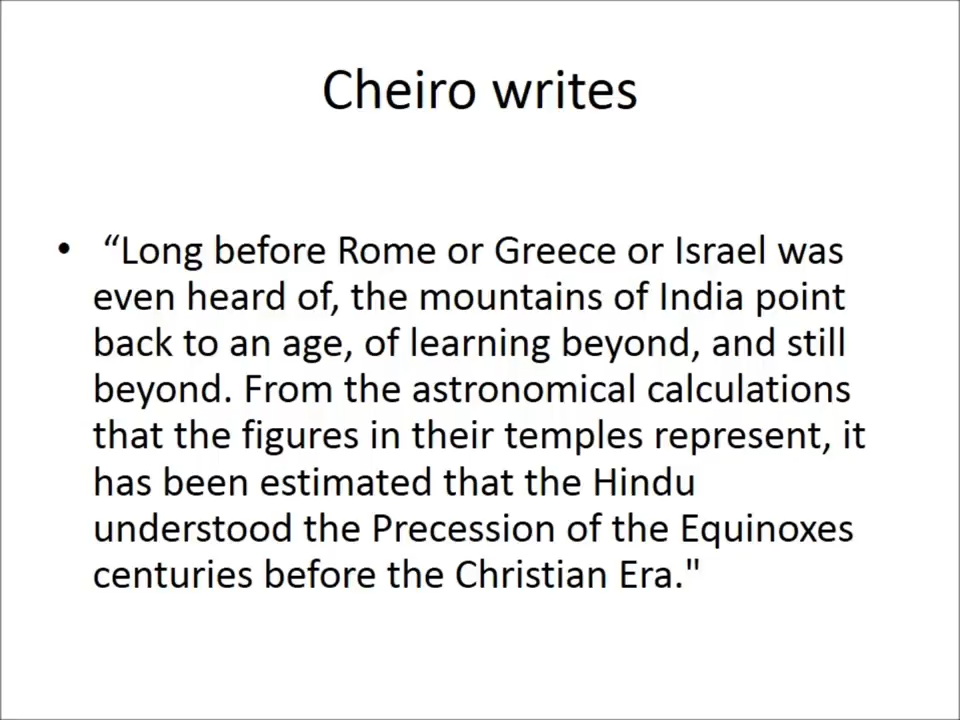 Cheiro writes
• “Long before Rome or Greece or Israel was
even heard of, the mountains of India point
back to an age, of learning beyond, and still
beyond. From the astronomical calculations
that the figures in their temples represent, it
has been estimated that the Hindu
understood the Precession of the Equinoxes
centuries before the Christian Era."